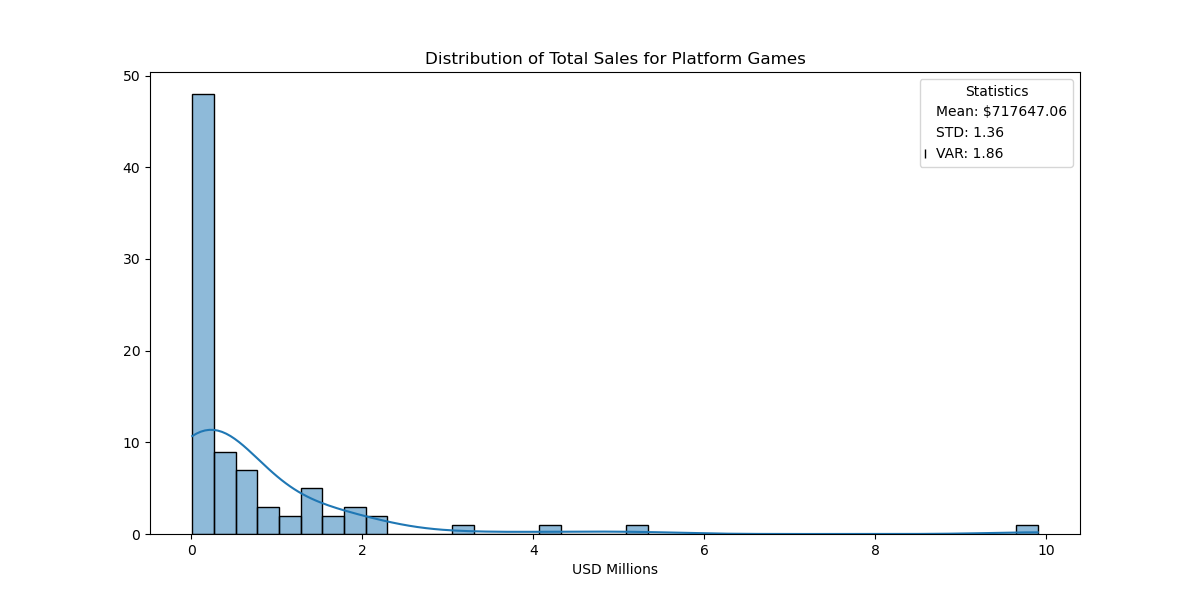 Distribution of Total Sales for Platform Games
50
40
30
20
10
0
Statistics
Mean: $717647.06
STD: 1.36
VAR: 1.86
0 2 4 6 8 10
USD Millions